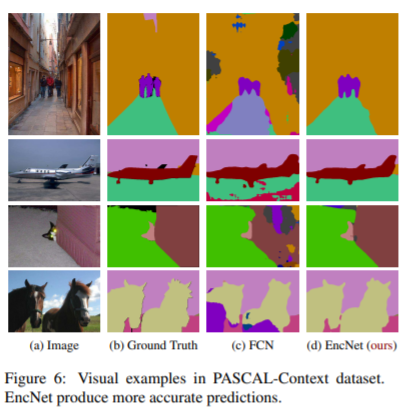 (a) Image (b) Ground Truth (c) FCN (d) EncNet (ours)
Figure 6: Visual examples in PASCAL-Context dataset.
EncNet produce more accurate predictions.